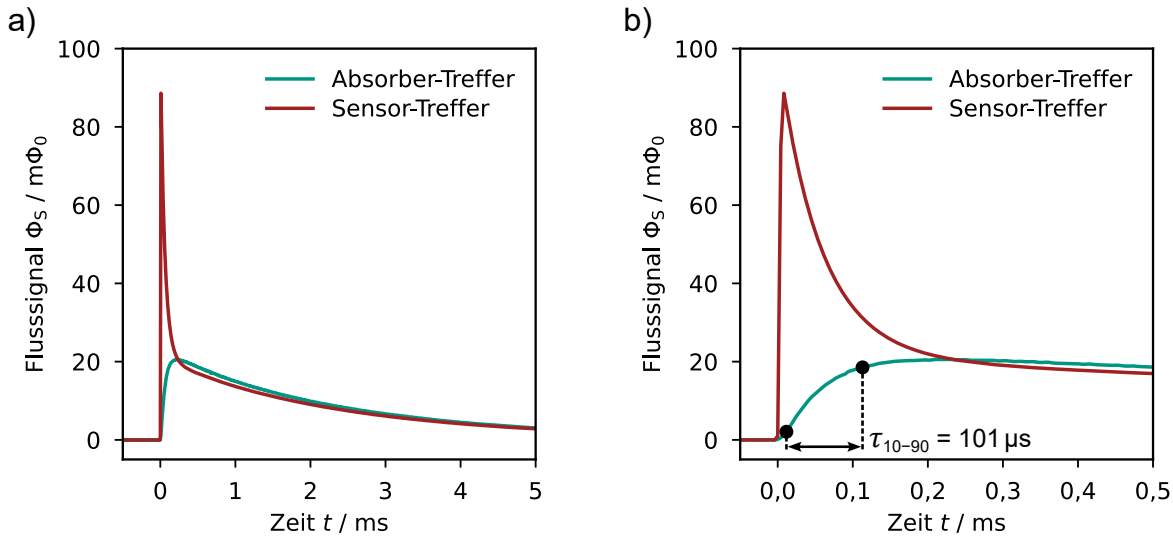 a)
Flusssignal Φ_S / mΦ_0
100
80
60
40
20
0
Absorber-Treffer
Sensor-Treffer
0 1 2 3 4 5
Zeit t / ms
b)
Flusssignal Φ_S / mΦ_0
100
80
60
40
20
0
Absorber-Treffer
Sensor-Treffer
τ_10−90 = 101 µs
0,0 0,1 0,2 0,3 0,4 0,5
Zeit t / ms